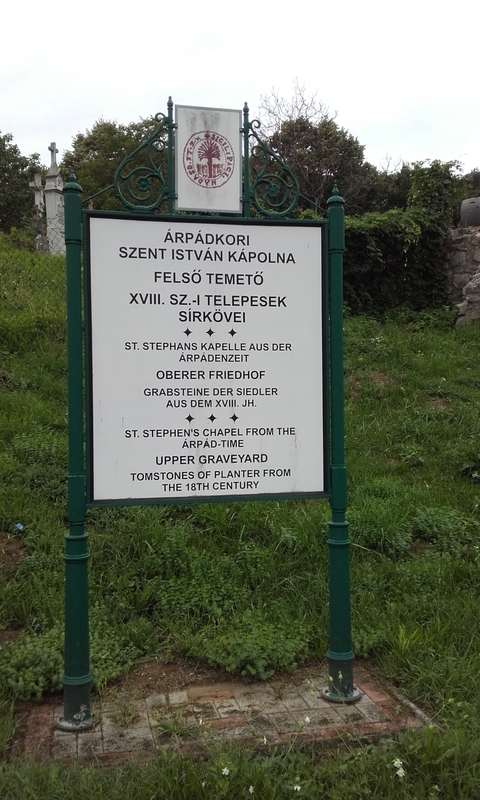 ÁRPÁDKORI
SZENT ISTVÁN KÁPOLNA
FELSŐ TEMETŐ
XVIII. SZ.-I TELEPESEK
SÍRKÖVEI
ST. STEPHANS KAPELLE AUS DER
ÁRPÁDENZEIT
OBERER FRIEDHOF
GRABSTEINE DER SIEDLER
AUS DEM XVIII. JH.
ST. STEPHEN'S CHAPEL FROM THE
ÁRPÁD-TIME
UPPER GRAVEYARD
TOMSTONES OF PLANTER FROM
THE 18TH CENTURY